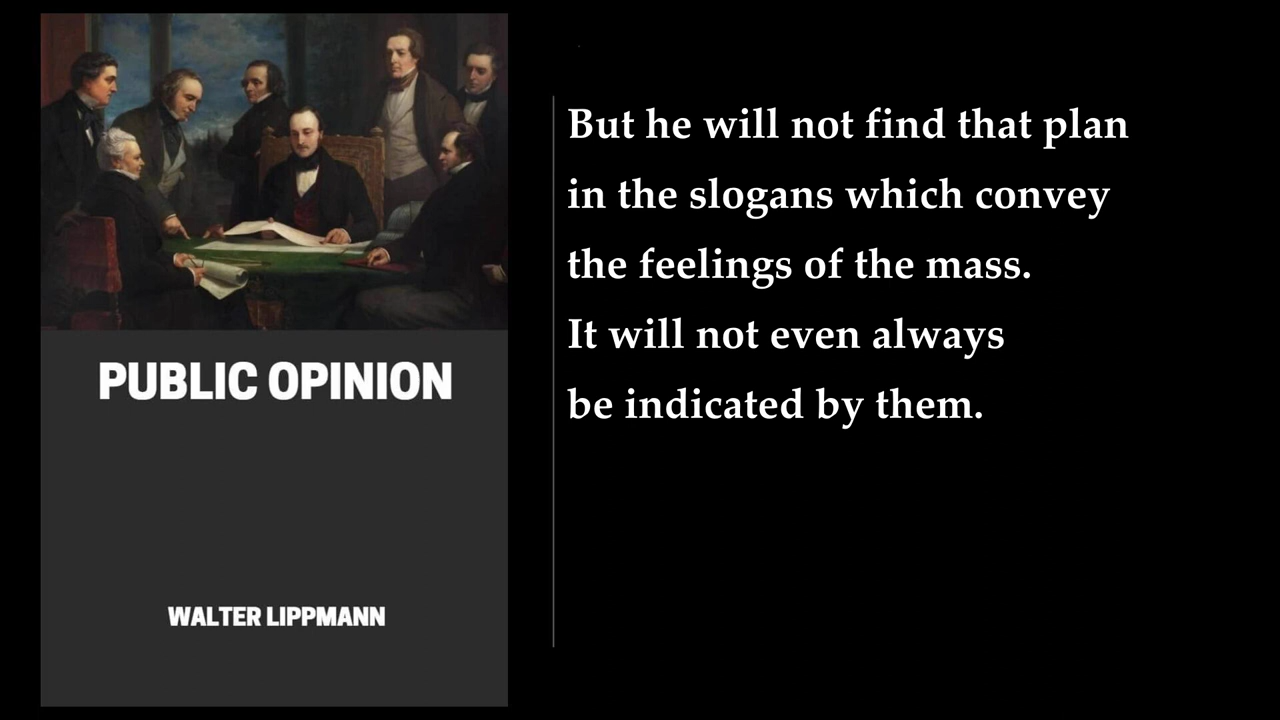 PUBLIC OPINION
WALTER LIPPMANN
But he will not find that plan
in the slogans which convey
the feelings of the mass.
It will not even always
be indicated by them.